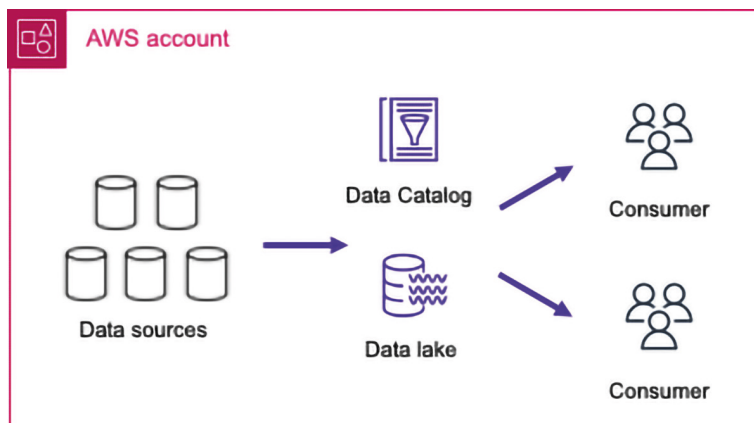 AWS account
Data Catalog
Consumer
Data sources
Data lake
Consumer